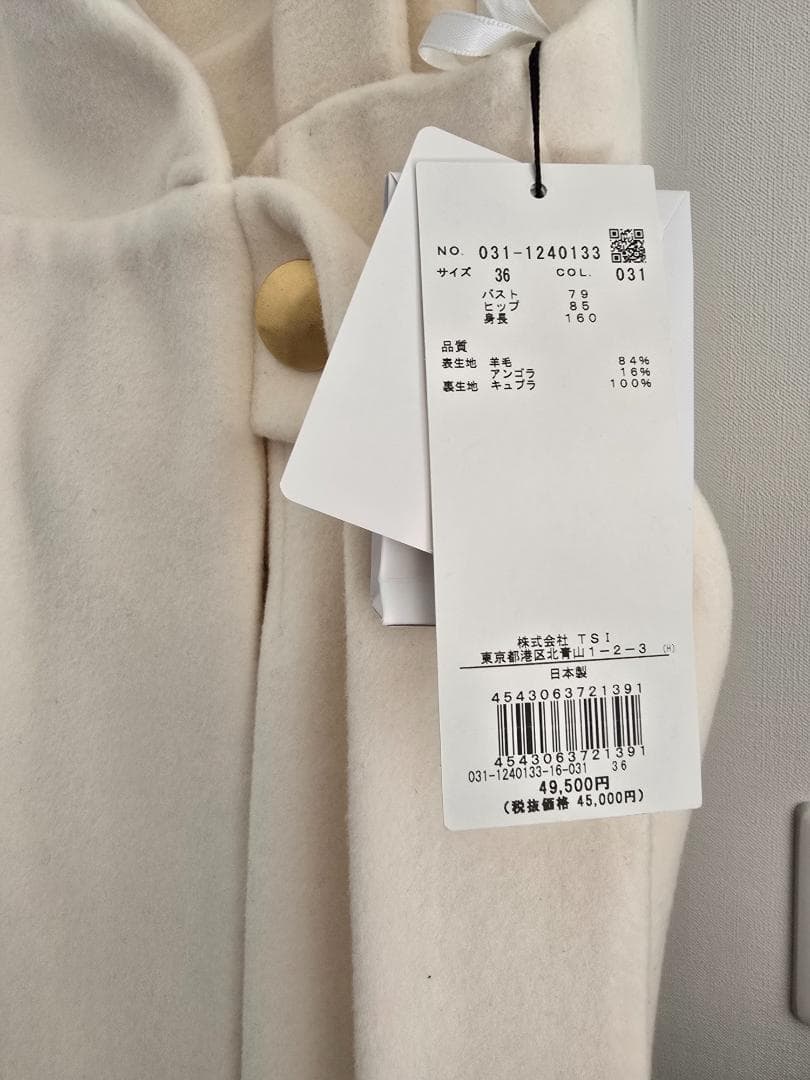 NO. 031-1240133
サイズ 36 COL. 031
バスト 79
ヒップ 85
身長 160
品質
表生地 羊毛 84%
アンゴラ 16%
裏生地 キュプラ 100%
株式会社 TSI
東京都港区北青山1-2-3 (H)
日本製
4543063721391
4543063721391
031-1240133-16-031 36
49,500円
(税抜価格 45,000円)